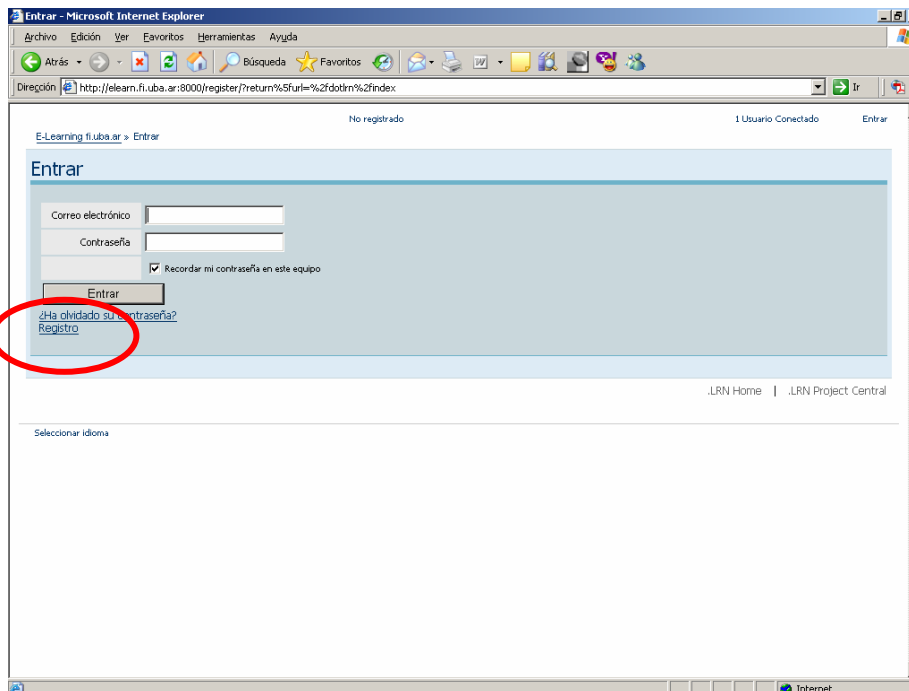 Entrar - Microsoft Internet Explorer
Archivo Edición Ver Favoritos Herramientas Ayuda
Atrás Búsqueda Favoritos
Dirección http://elearn.fi.uba.ar:8000/register/?return%5furl=%2fdotlrn%2findex Ir
No registrado 1 Usuario Conectado Entrar
E-Learning fi.uba.ar » Entrar
Entrar
Correo electrónico
Contraseña
Recordar mi contraseña en este equipo
Entrar
¿Ha olvidado su contraseña?
Registro
.LRN Home | .LRN Project Central
Seleccionar idioma
Internet